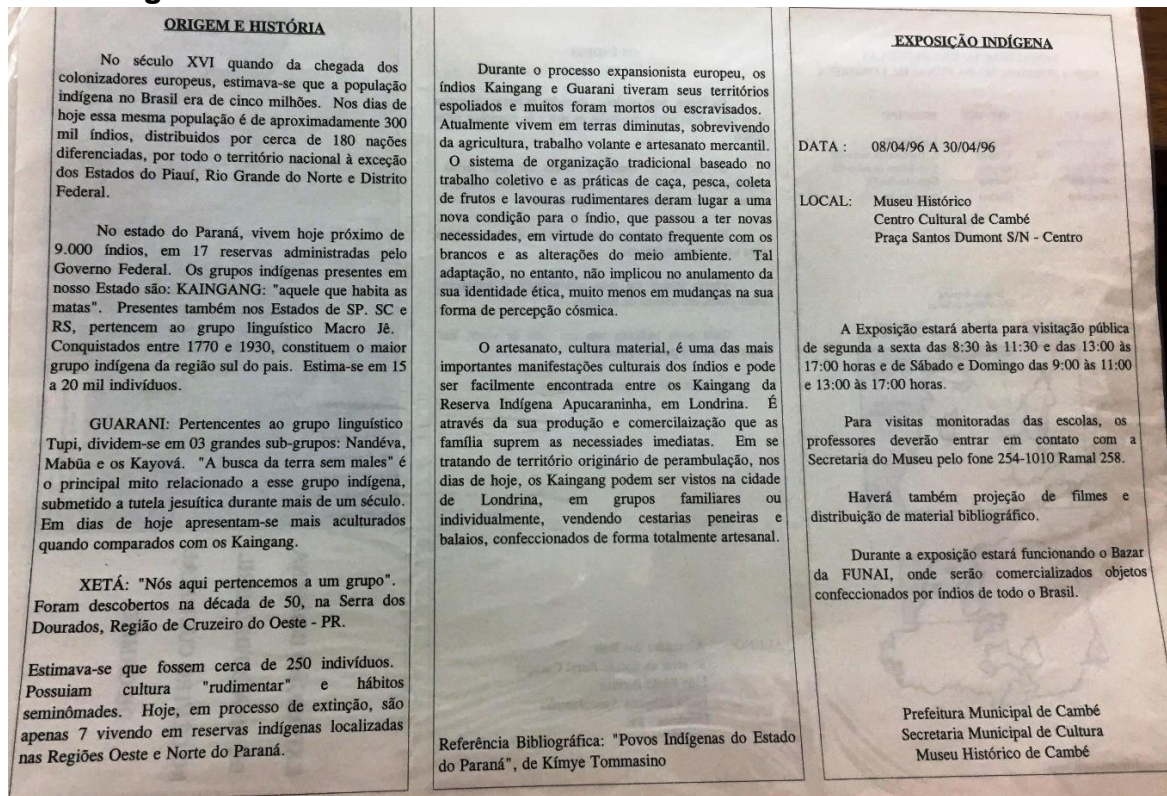 ORIGEM E HISTÓRIA
No século XVI quando da chegada dos
colonizadores europeus, estimava-se que a população
indígena no Brasil era de cinco milhões. Nos dias de
hoje essa mesma população é de aproximadamente 300
mil índios, distribuidos por cerca de 180 nações
diferenciadas, por todo o território nacional à exceção
dos Estados do Piauí, Rio Grande do Norte e Distrito
Federal.
No estado do Paraná, vivem hoje próximo de
9.000 índios, em 17 reservas administradas pelo
Governo Federal. Os grupos indígenas presentes em
nosso Estado são: KAINGANG: "aquele que habita as
matas". Presentes também nos Estados de SP. SC e
RS, pertencem ao grupo linguístico Macro Jê.
Conquistados entre 1770 e 1930, constituem o maior
grupo indígena da região sul do pais. Estima-se em 15
a 20 mil indivíduos.
GUARANI: Pertencentes ao grupo linguístico
Tupi, dividem-se em 03 grandes sub-grupos: Nandéva,
Mabüa e os Kayová. "A busca da terra sem males" é
o principal mito relacionado a esse grupo indígena,
submetido a tutela jesuítica durante mais de um século.
Em dias de hoje apresentam-se mais aculturados
quando comparados com os Kaingang.
XETÁ: "Nós aqui pertencemos a um grupo".
Foram descobertos na década de 50, na Serra dos
Dourados, Região de Cruzeiro do Oeste - PR.
Estimava-se que fossem cerca de 250 indivíduos.
Possuiam cultura "rudimentar" e hábitos
seminômades. Hoje, em processo de extinção, são
apenas 7 vivendo em reservas indígenas localizadas
nas Regiões Oeste e Norte do Paraná.
Durante o processo expansionista europeu, os
índios Kaingang e Guarani tiveram seus territórios
espoliados e muitos foram mortos ou escravisados.
Atualmente vivem em terras diminutas, sobrevivendo
da agricultura, trabalho volante e artesanato mercantil.
O sistema de organização tradicional baseado no
trabalho coletivo e as práticas de caça, pesca, coleta
de frutos e lavouras rudimentares deram lugar a uma
nova condição para o índio, que passou a ter novas
necessidades, em virtude do contato frequente com os
brancos e as alterações do meio ambiente. Tal
adaptação, no entanto, não implicou no anulamento da
sua identidade ética, muito menos em mudanças na sua
forma de percepção cósmica.
O artesanato, cultura material, é uma das mais
importantes manifestações culturais dos índios e pode
ser facilmente encontrada entre os Kaingang da
Reserva Indígena Apucaraninha, em Londrina. É
através da sua produção e comercilaização que as
família suprem as necessiades imediatas. Em se
tratando de território originário de perambulação, nos
dias de hoje, os Kaingang podem ser vistos na cidade
de Londrina, em grupos familiares ou
individualmente, vendendo cestarias peneiras e
balaios, confeccionados de forma totalmente artesanal.
Referência Bibliográfica: "Povos Indígenas do Estado
do Paraná", de Kímye Tommasino
EXPOSIÇÃO INDÍGENA
DATA : 08/04/96 A 30/04/96
LOCAL: Museu Histórico
Centro Cultural de Cambé
Praça Santos Dumont S/N - Centro
A Exposição estará aberta para visitação pública
de segunda a sexta das 8:30 às 11:30 e das 13:00 às
17:00 horas e de Sábado e Domingo das 9:00 às 11:00
e 13:00 às 17:00 horas.
Para visitas monitoradas das escolas, os
professores deverão entrar em contato com a
Secretaria do Museu pelo fone 254-1010 Ramal 258.
Haverá também projeção de filmes e
distribuição de material bibliográfico.
Durante a exposição estará funcionando o Bazar
da FUNAI, onde serão comercializados objetos
confeccionados por índios de todo o Brasil.
Prefeitura Municipal de Cambé
Secretaria Municipal de Cultura
Museu Histórico de Cambé